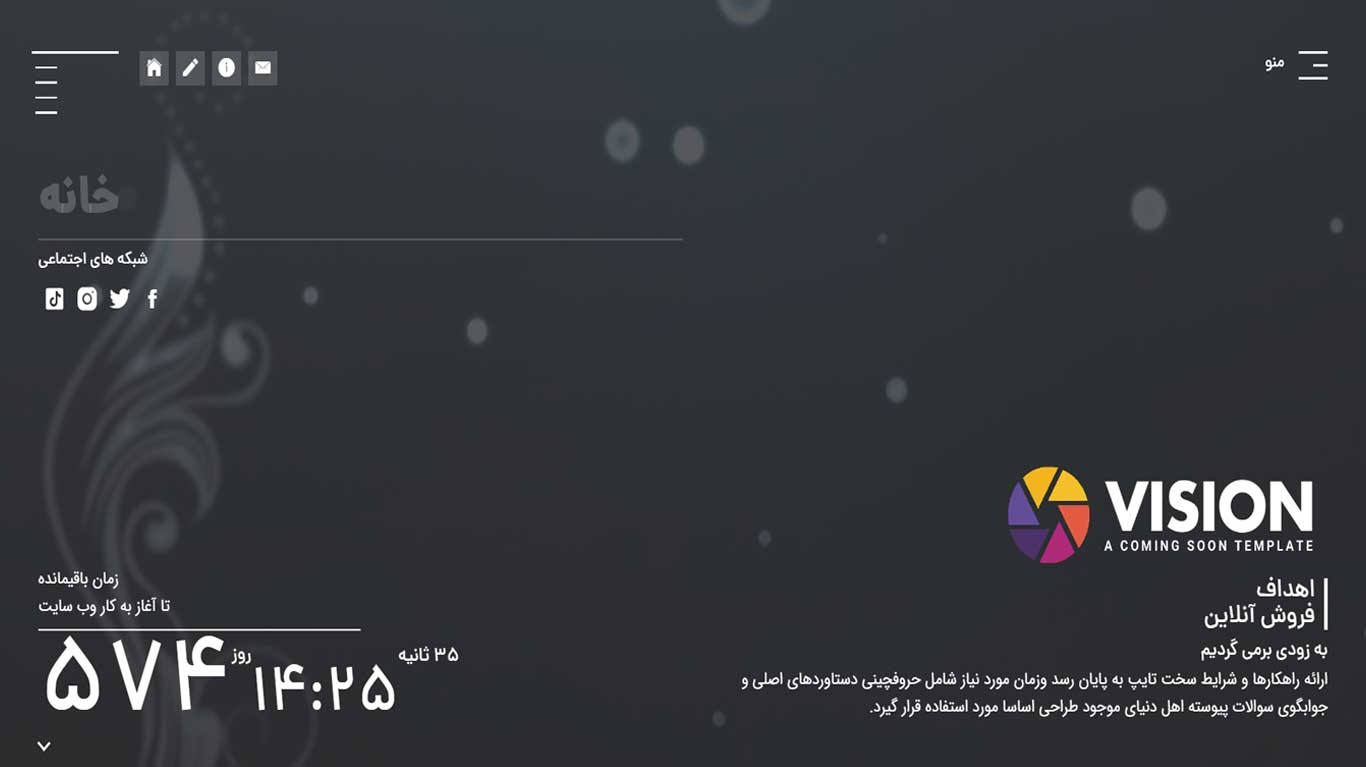 منو
خانه
شبکه های اجتماعی
VISION
A COMING SOON TEMPLATE
اهداف
فروش آنلاین
به زودی برمی گردیم
ارائه راهکارها و شرایط سخت تایپ به پایان رسد وزمان مورد نیاز شامل حروفچینی دستاوردهای اصلی و
جوابگوی سوالات پیوسته اهل دنیای موجود طراحی اساسا مورد استفاده قرار گیرد.
زمان باقیمانده
تا آغاز به کار وب سایت
۵۷۴ روز ۱۴:۲۵ ۳۵ ثانیه